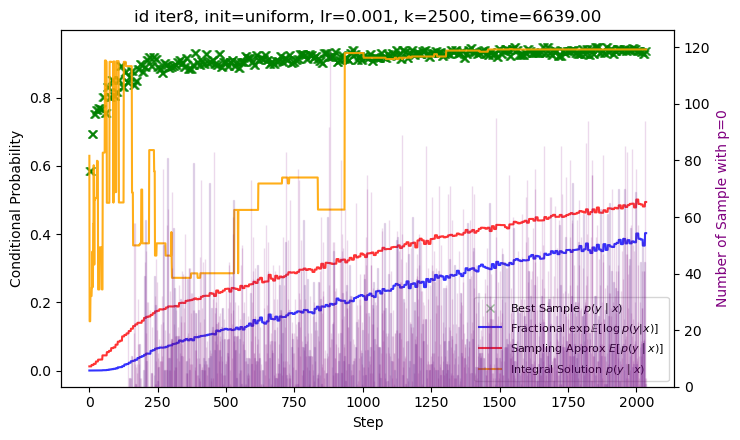 id iter8, init=uniform, lr=0.001, k=2500, time=6639.00
Conditional Probability
0.8
0.6
0.4
0.2
0.0
120
100
80
60
40
20
0
Number of Sample with p=0
Best Sample p(y | x)
Fractional exp𝔼[log p(y|x)]
Sampling Approx E[p(y | x)]
Integral Solution p(y | x)
0 250 500 750 1000 1250 1500 1750 2000
Step